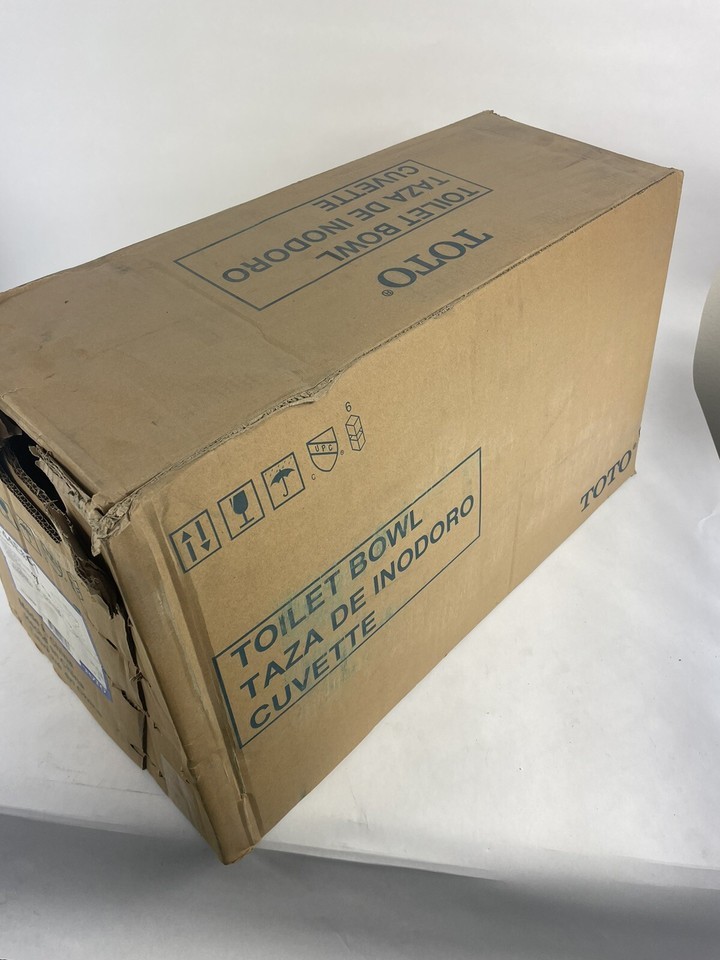 TOILET BOWL
TAZA DE INODORO
CUVETTE
TOTO®
6
UPC
c ®
TOILET BOWL
TAZA DE INODORO
CUVETTE
TOTO®